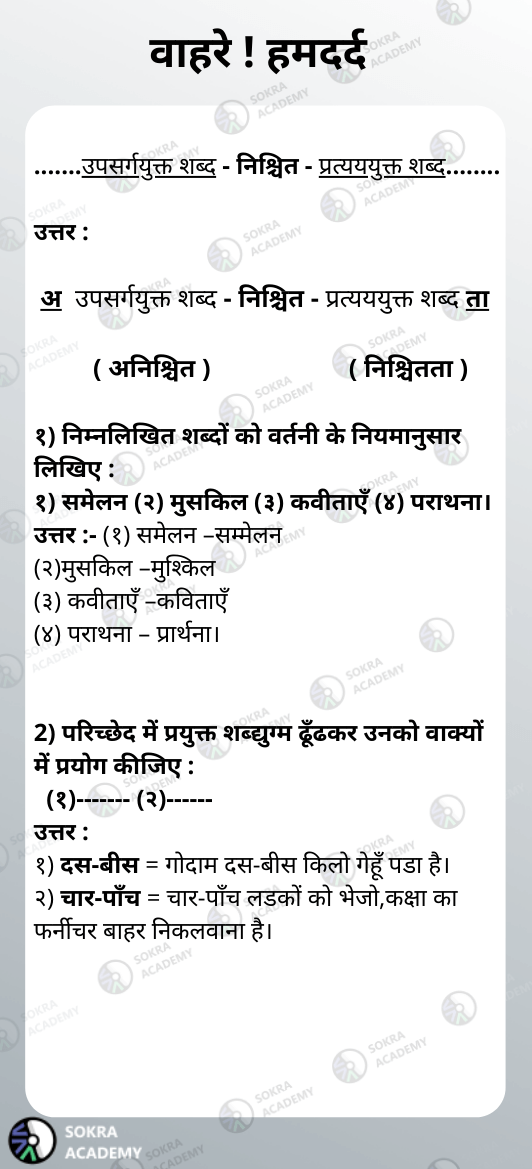 वाहरे ! हमदर्द
.......उपसर्गयुक्त शब्द - निश्चित - प्रत्यययुक्त शब्द........
उत्तर :
अ उपसर्गयुक्त शब्द - निश्चित - प्रत्यययुक्त शब्द ता
( अनिश्चित ) ( निश्चितता )
१) निम्नलिखित शब्दों को वर्तनी के नियमानुसार
लिखिए :
१) समेलन (२) मुसकिल (३) कवीताएँ (४) पराथना।
उत्तर :- (१) समेलन –सम्मेलन
(२)मुसकिल –मुश्किल
(३) कवीताएँ –कविताएँ
(४) पराथना – प्रार्थना।
2) परिच्छेद में प्रयुक्त शब्द्युग्म ढूँढकर उनको वाक्यों
में प्रयोग कीजिए :
(१)------- (२)------
उत्तर :
१) दस-बीस = गोदाम दस-बीस किलो गेहूँ पडा है।
२) चार-पाँच = चार-पाँच लडकों को भेजो,कक्षा का
फर्नीचर बाहर निकलवाना है।
SOKRA
ACADEMY